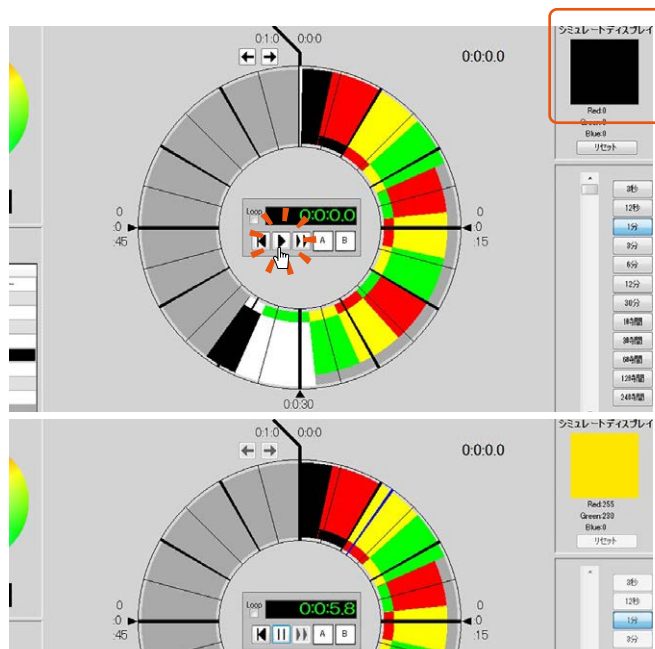 シミュレートディスプレイ
0:1:0 0:0:0
0:0:0.0
Red:0
Green:0
Blue:0
リセット
Loop 0:0:0.0
A B
0
:0
:45
0
:0
:15
3秒
12秒
1分
3分
6分
12分
30分
1時間
3時間
6時間
12時間
24時間
0:0:30
シミュレートディスプレイ
0:1:0 0:0:0
0:0:0.0
Red:255
Green:230
Blue:0
リセット
Loop 0:0:5.8
A B
0
:0
:45
0
:0
:15
3秒
12秒
1分
3分